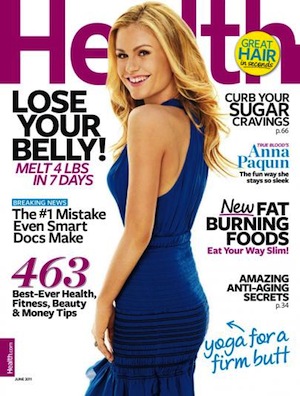 Health
GREAT
HAIR
in seconds
LOSE
YOUR
BELLY!
MELT 4 LBS
IN 7 DAYS
BREAKING NEWS
The #1 Mistake
Even Smart
Docs Make
463
Best-Ever Health,
Fitness, Beauty
& Money Tips
CURB YOUR
SUGAR
CRAVINGS
p.66
TRUE BLOOD'S
Anna
Paquin
The fun way she
stays so sleek
New FAT
BURNING
FOODS
Eat Your Way Slim!
AMAZING
ANTI-AGING
SECRETS
p.34
yoga for a
firm butt
Health.com
JUNE 2011